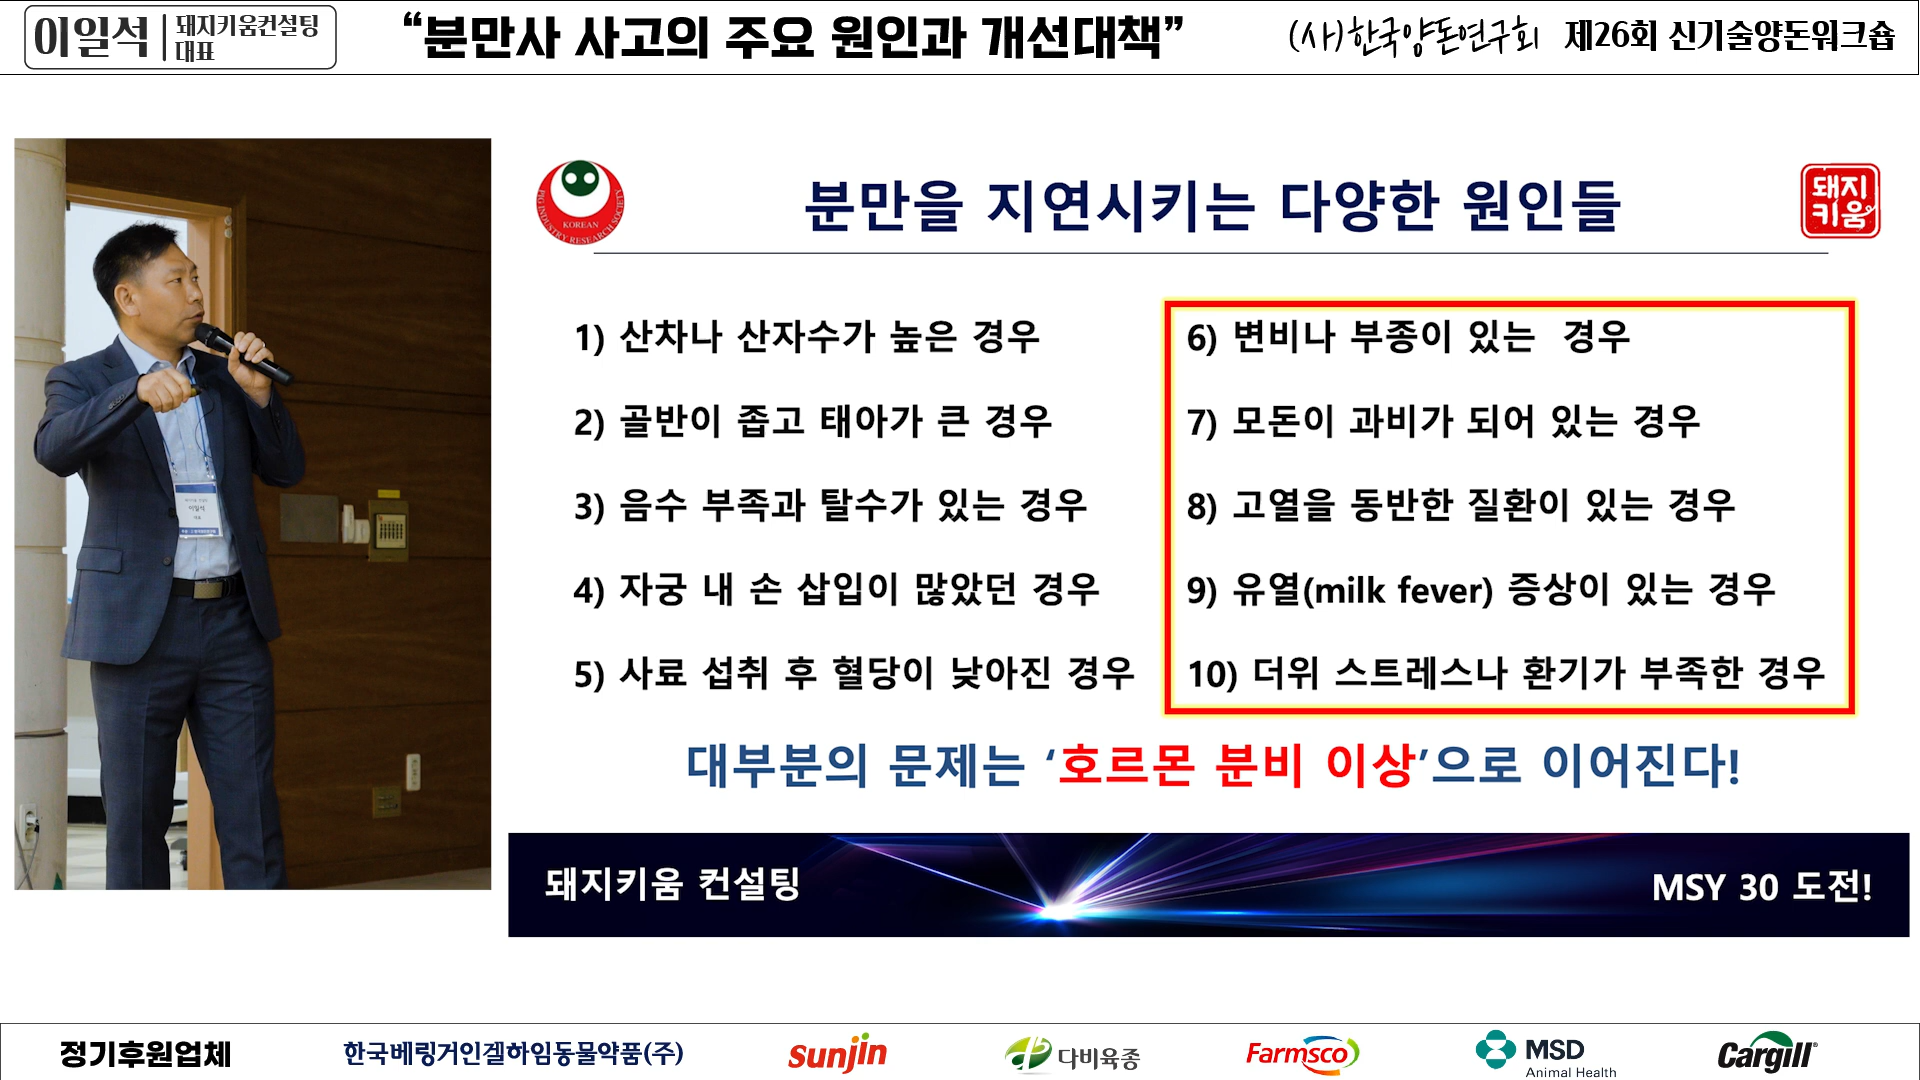 이일석
돼지키움컨설팅
대표
“분만사 사고의 주요 원인과 개선대책”
(사)한국양돈연구회 제26회 신기술양돈워크숍
KOREAN
PIG INDUSTRY RESEARCH SOCIETY
분만을 지연시키는 다양한 원인들
돼지
키움
1) 산차나 산자수가 높은 경우
2) 골반이 좁고 태아가 큰 경우
3) 음수 부족과 탈수가 있는 경우
4) 자궁 내 손 삽입이 많았던 경우
5) 사료 섭취 후 혈당이 낮아진 경우
6) 변비나 부종이 있는 경우
7) 모돈이 과비가 되어 있는 경우
8) 고열을 동반한 질환이 있는 경우
9) 유열(milk fever) 증상이 있는 경우
10) 더위 스트레스나 환기가 부족한 경우
대부분의 문제는 ‘호르몬 분비 이상’으로 이어진다!
돼지키움 컨설팅
MSY 30 도전!
이일석
정기후원업체
한국베링거인겔하임동물약품(주)
sunjin
다비육종
Farmsco
MSD
Animal Health
Cargill